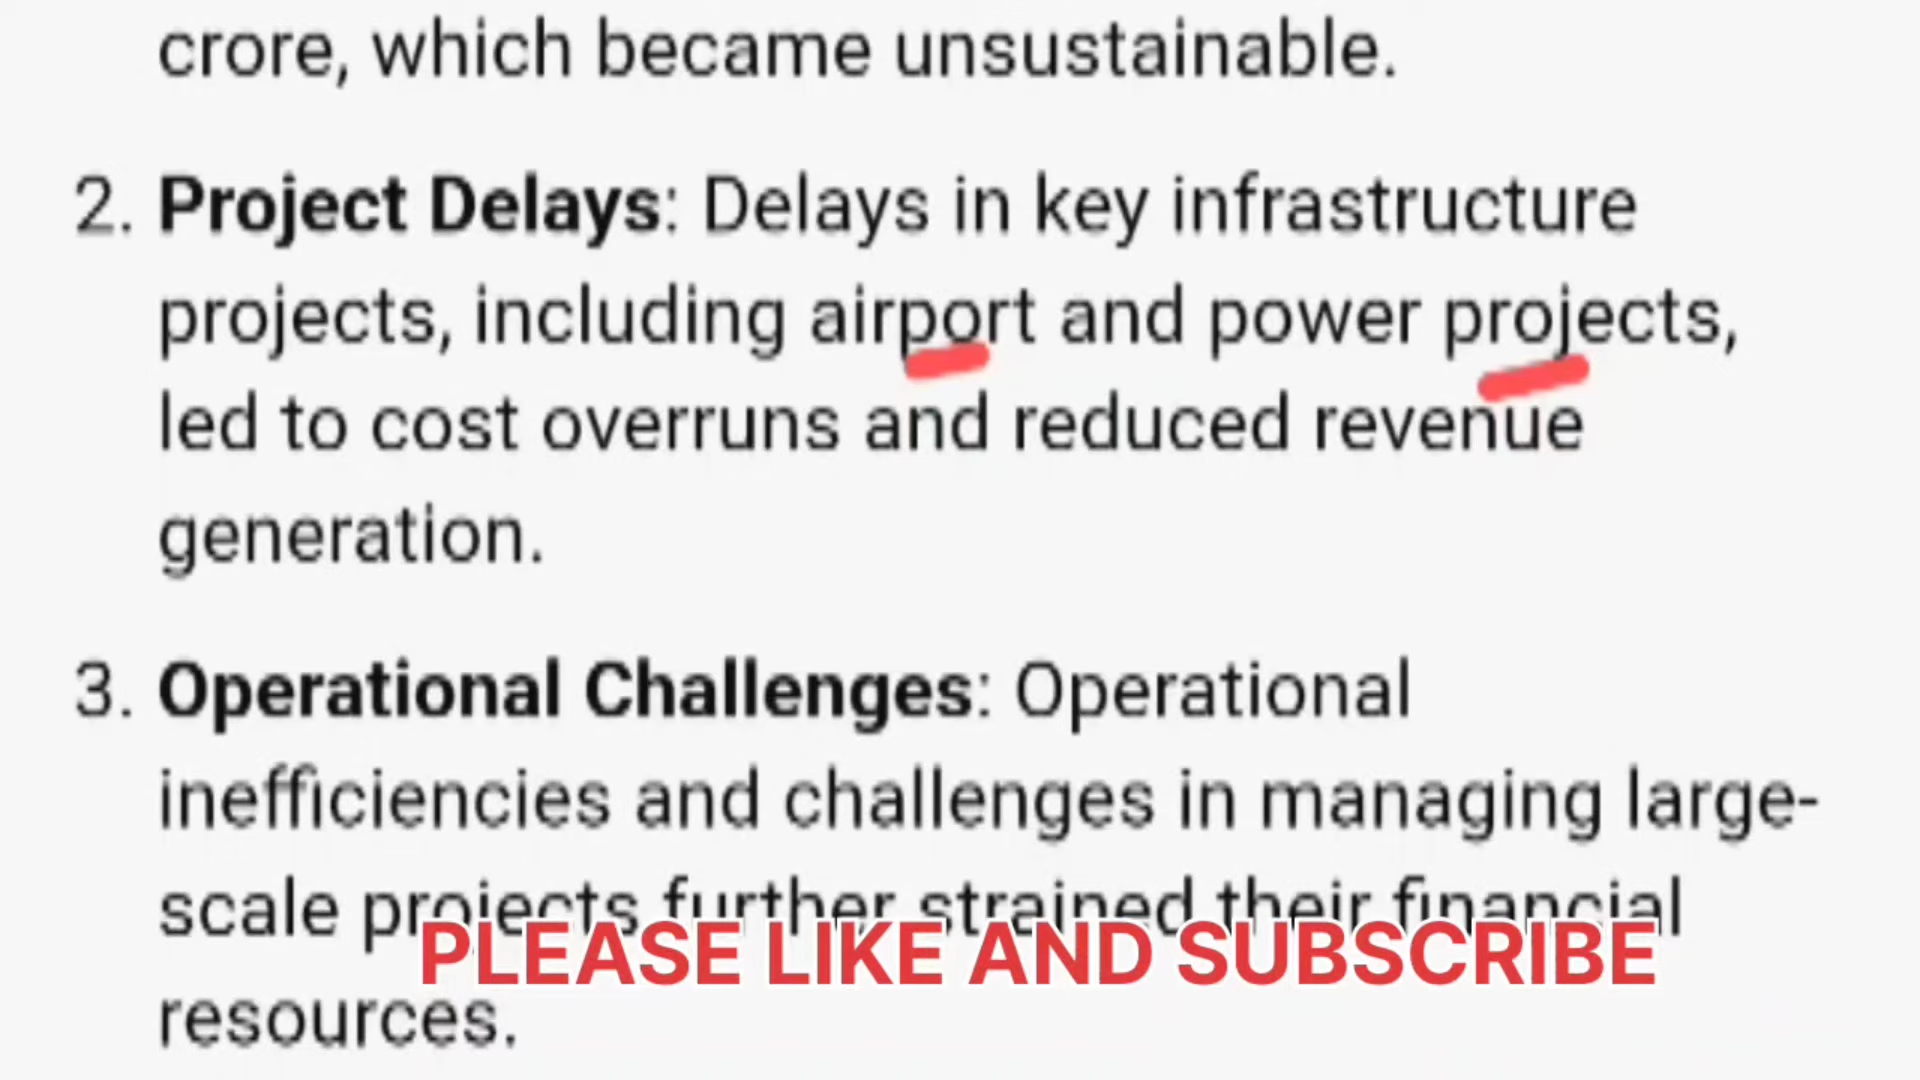 crore, which became unsustainable.
2. Project Delays: Delays in key infrastructure
projects, including airport and power projects,
led to cost overruns and reduced revenue
generation.
3. Operational Challenges: Operational
inefficiencies and challenges in managing large-
scale projects further strained their financial
PLEASE LIKE AND SUBSCRIBE
resources.